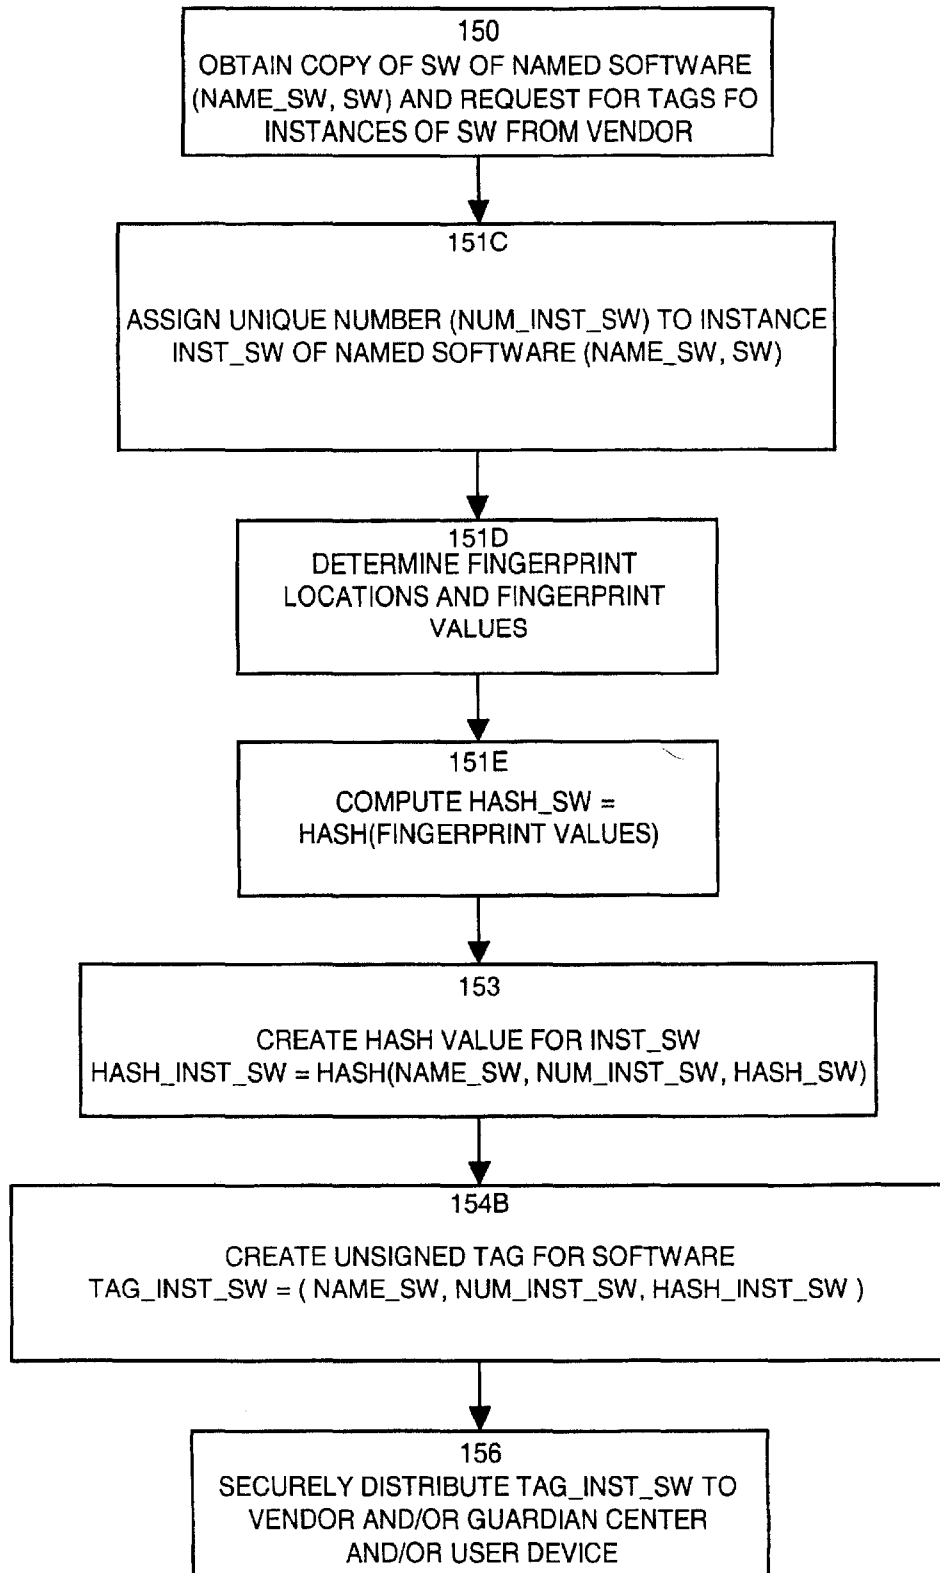 150
OBTAIN COPY OF SW OF NAMED SOFTWARE
(NAME_SW, SW) AND REQUEST FOR TAGS FO
INSTANCES OF SW FROM VENDOR
151C
ASSIGN UNIQUE NUMBER (NUM_INST_SW) TO INSTANCE
INST_SW OF NAMED SOFTWARE (NAME_SW, SW)
151D
DETERMINE FINGERPRINT
LOCATIONS AND FINGERPRINT
VALUES
151E
COMPUTE HASH_SW =
HASH(FINGERPRINT VALUES)
153
CREATE HASH VALUE FOR INST_SW
HASH_INST_SW = HASH(NAME_SW, NUM_INST_SW, HASH_SW)
154B
CREATE UNSIGNED TAG FOR SOFTWARE
TAG_INST_SW = ( NAME_SW, NUM_INST_SW, HASH_INST_SW )
156
SECURELY DISTRIBUTE TAG_INST_SW TO
VENDOR AND/OR GUARDIAN CENTER
AND/OR USER DEVICE